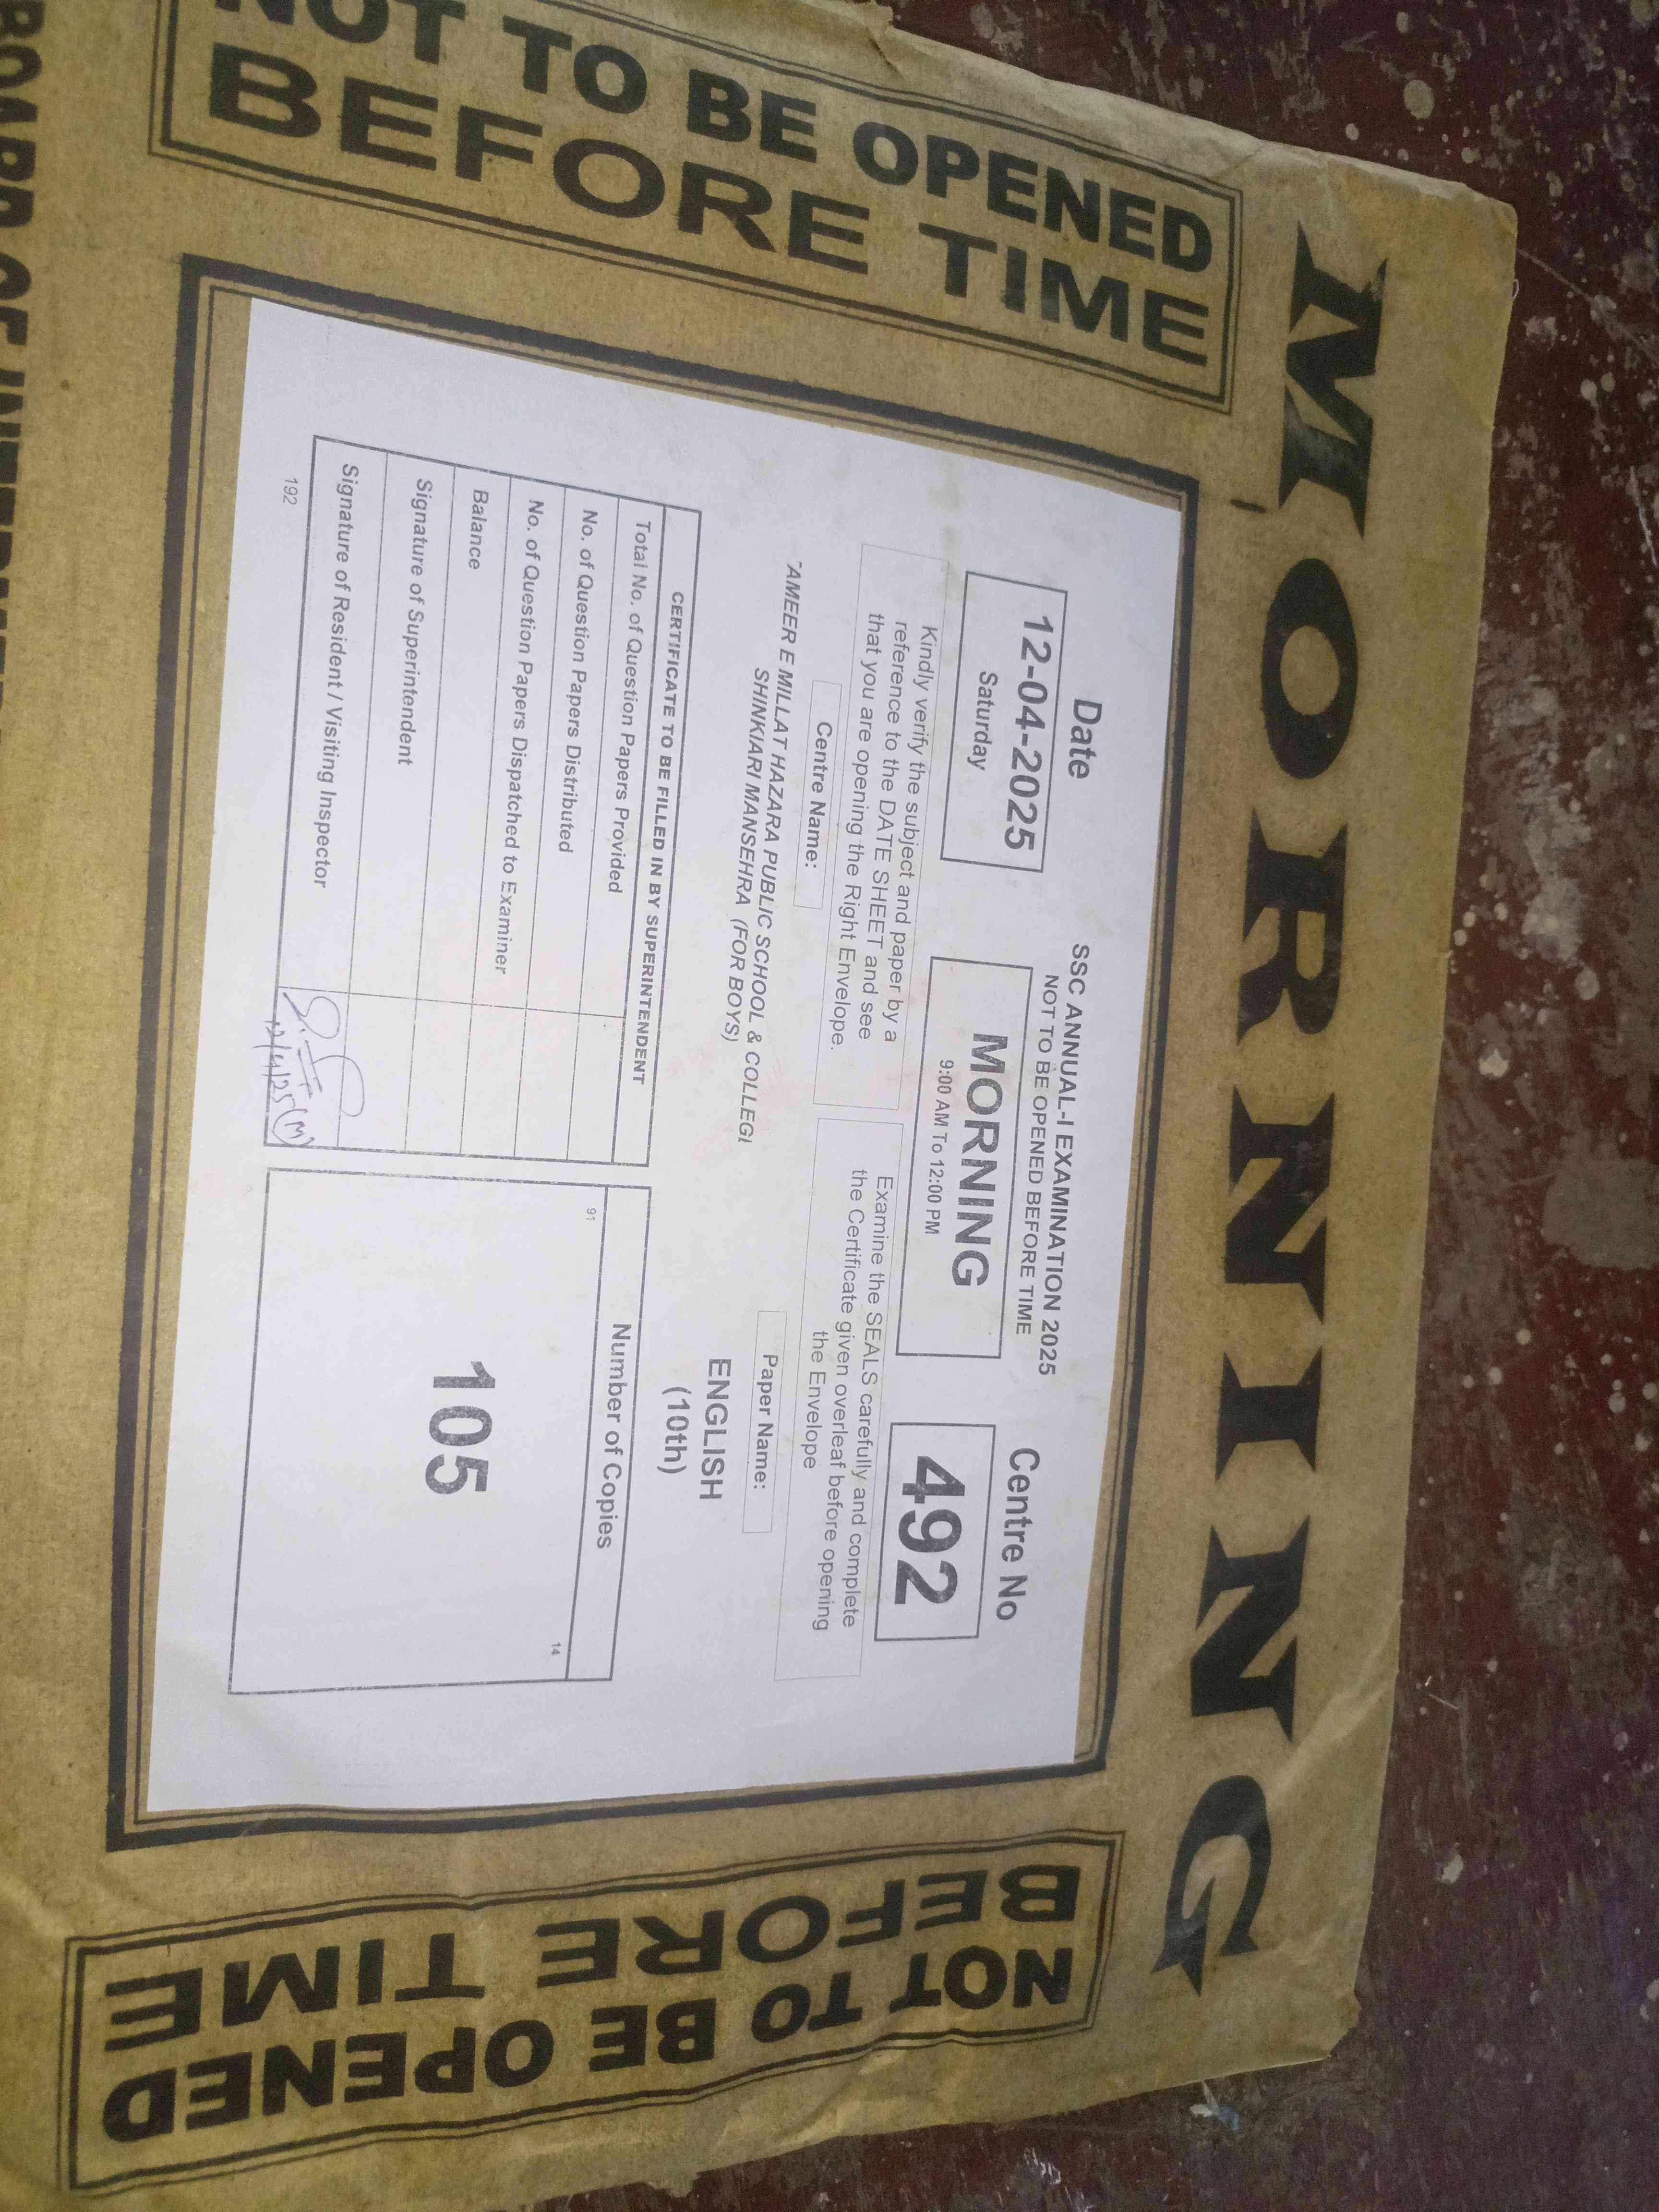 MORNING
NOT TO BE OPENED
BEFORE TIME
Date
12-04-2025
Saturday
SSC ANNUAL-I EXAMINATION 2025
NOT TO BE OPENED BEFORE TIME
MORNING
9:00 AM To 12:00 PM
Centre No
492
Kindly verify the subject and paper by a
reference to the DATE SHEET and see
that you are opening the Right Envelope.
Examine the SEALS carefully and complete
the Certificate given overleaf before opening
the Envelope
Centre Name:
"AMEER E MILLAT HAZARA PUBLIC SCHOOL & COLLEGI
SHINKIARI MANSEHRA (FOR BOYS)
Paper Name:
ENGLISH
(10th)
CERTIFICATE TO BE FILLED IN BY SUPERINTENDENT
Total No. of Question Papers Provided
No. of Question Papers Distributed
No. of Question Papers Dispatched to Examiner
Balance
Signature of Superintendent
Signature of Resident / Visiting Inspector
12/4/25(M)
192
Number of Copies
91
14
105
NOT TO BE OPENED
BEFORE TIME
BOARD OF